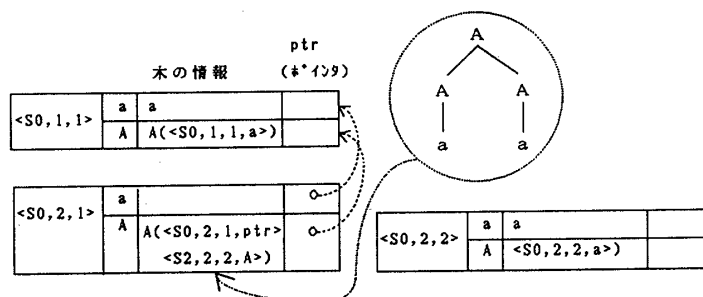 ptr
木の情報 (ポインタ)
A
A A
a a
<S0,1,1> a a
A A(<S0,1,1,a>)
<S0,2,1> a
A A(<S0,2,1,ptr>
<S2,2,2,A>)
<S0,2,2> a a
A <S0,2,2,a>)